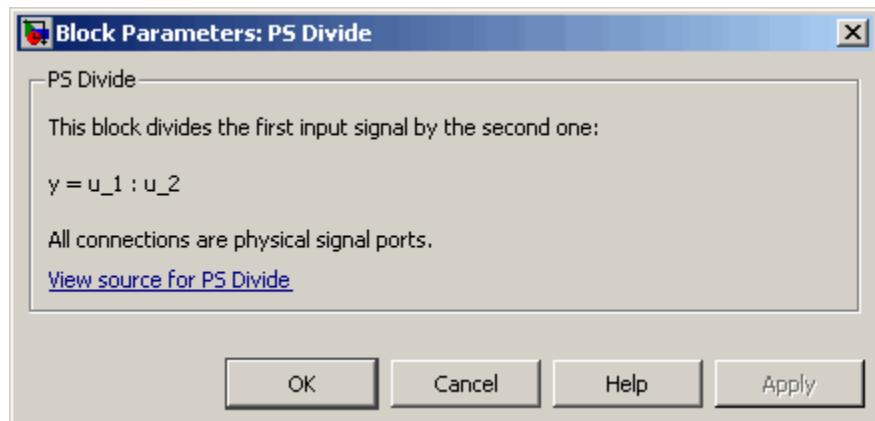 Block Parameters: PS Divide
PS Divide
This block divides the first input signal by the second one:
y = u_1 : u_2
All connections are physical signal ports.
View source for PS Divide
OK Cancel Help Apply